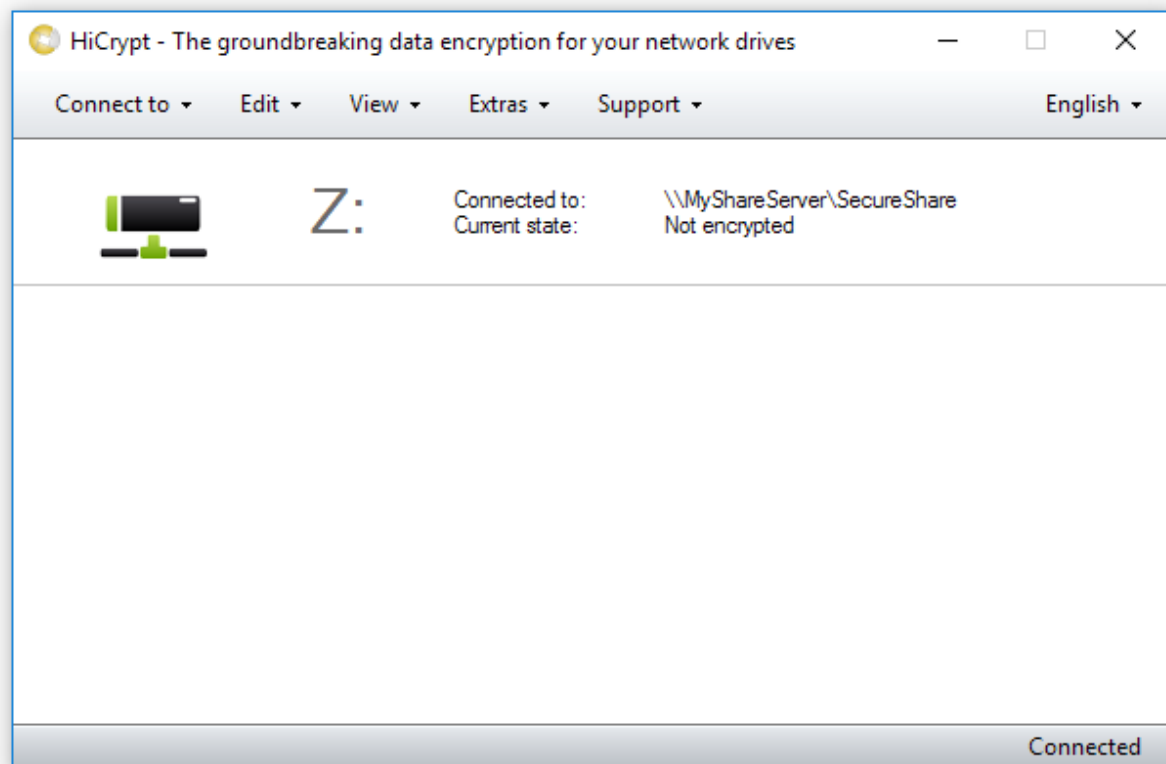 HiCrypt - The groundbreaking data encryption for your network drives
Connect to Edit View Extras Support English
Z: Connected to: \\MyShareServer\SecureShare
Current state: Not encrypted
Connected